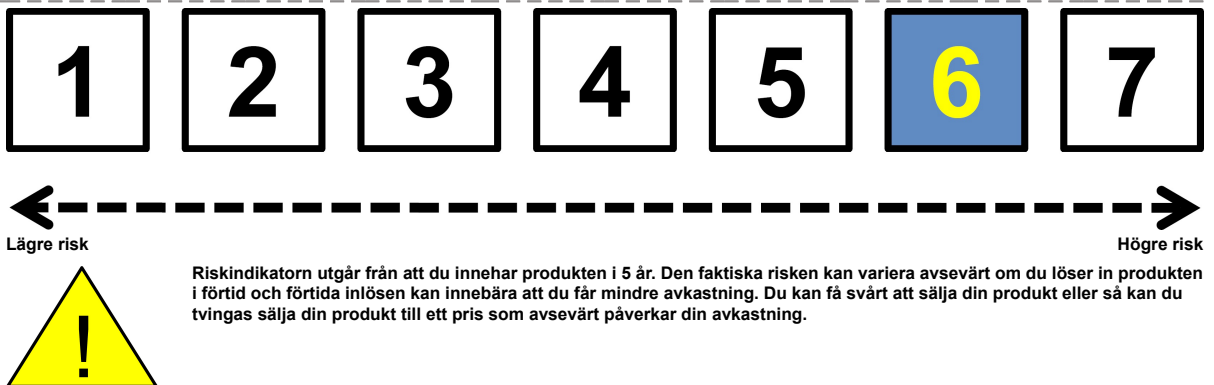 1 2 3 4 5 6 7
Lägre risk Högre risk
Riskindikatorn utgår från att du innehar produkten i 5 år. Den faktiska risken kan variera avsevärt om du löser in produkten
i förtid och förtida inlösen kan innebära att du får mindre avkastning. Du kan få svårt att sälja din produkt eller så kan du
tvingas sälja din produkt till ett pris som avsevärt påverkar din avkastning.
!